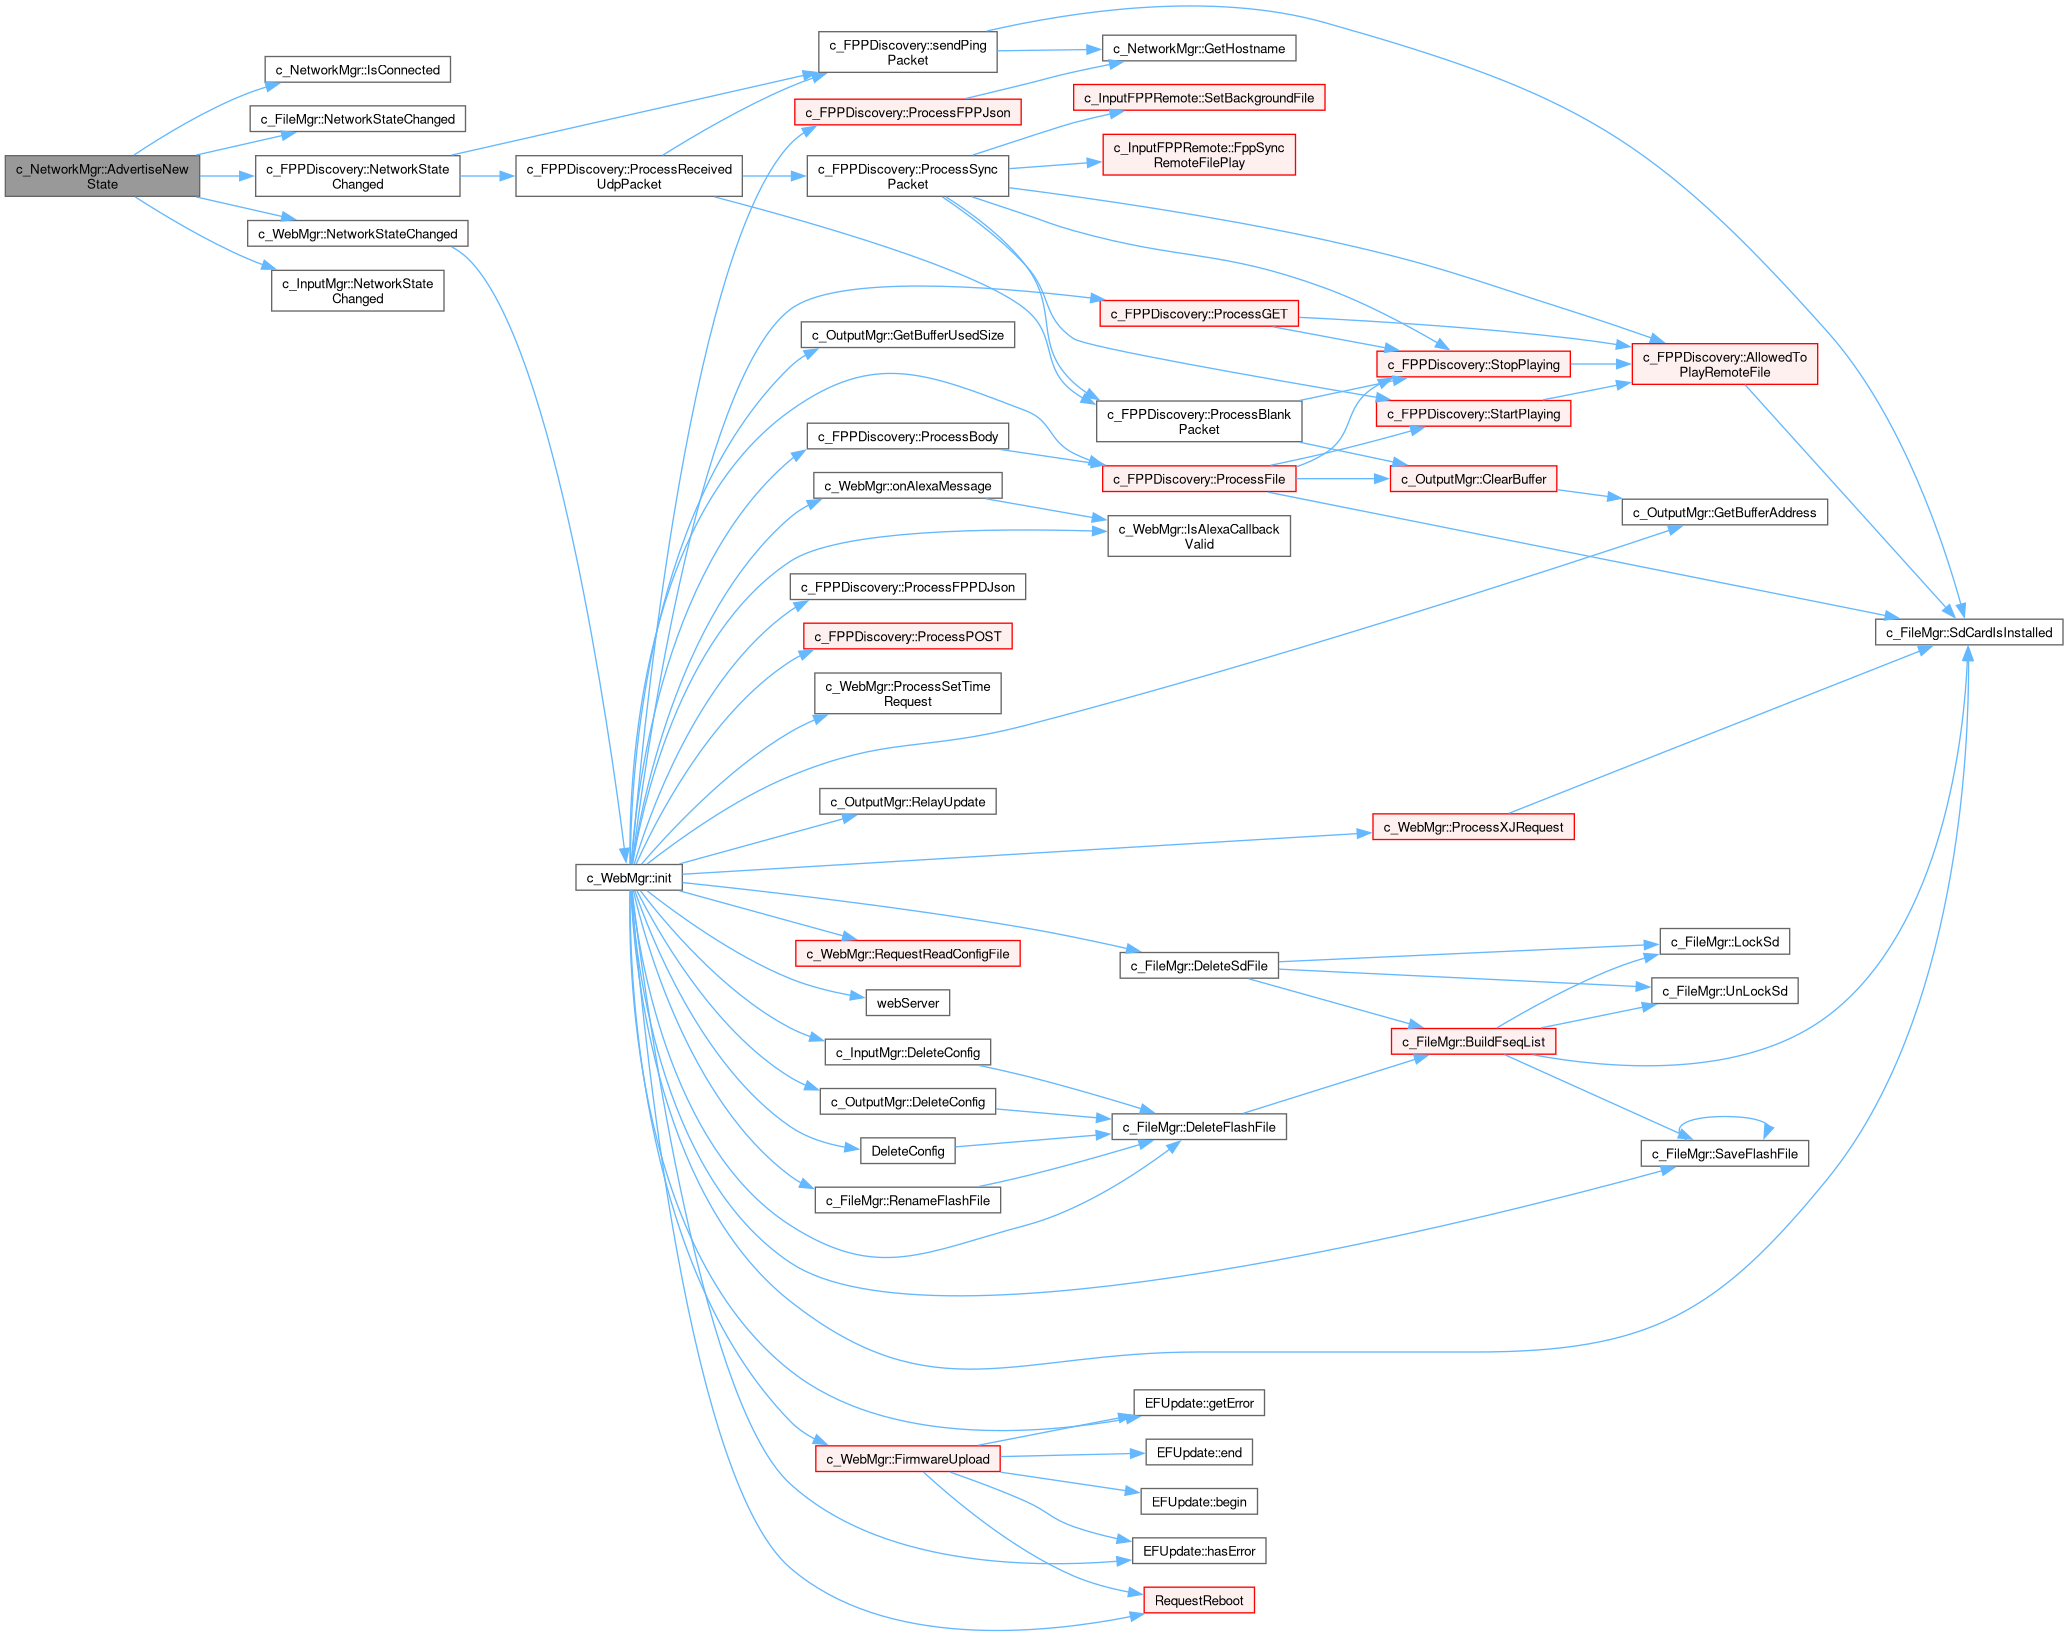 c_NetworkMgr::AdvertiseNew
State
c_NetworkMgr::IsConnected
c_FileMgr::NetworkStateChanged
c_FPPDiscovery::NetworkState
Changed
c_WebMgr::NetworkStateChanged
c_InputMgr::NetworkState
Changed
c_FPPDiscovery::ProcessReceived
UdpPacket
c_WebMgr::init
c_FPPDiscovery::sendPing
Packet
c_FPPDiscovery::ProcessFPPJson
c_FPPDiscovery::ProcessSync
Packet
c_OutputMgr::GetBufferUsedSize
c_FPPDiscovery::ProcessBody
c_WebMgr::onAlexaMessage
c_FPPDiscovery::ProcessFPPDJson
c_FPPDiscovery::ProcessPOST
c_WebMgr::ProcessSetTime
Request
c_OutputMgr::RelayUpdate
c_WebMgr::RequestReadConfigFile
webServer
c_InputMgr::DeleteConfig
c_OutputMgr::DeleteConfig
DeleteConfig
c_FileMgr::RenameFlashFile
c_WebMgr::FirmwareUpload
c_NetworkMgr::GetHostname
c_InputFPPRemote::SetBackgroundFile
c_InputFPPRemote::FppSync
RemoteFilePlay
c_FPPDiscovery::ProcessGET
c_FPPDiscovery::ProcessBlank
Packet
c_FPPDiscovery::ProcessFile
c_WebMgr::IsAlexaCallback
Valid
c_FileMgr::DeleteSdFile
c_FileMgr::DeleteFlashFile
EFUpdate::getError
EFUpdate::end
EFUpdate::begin
EFUpdate::hasError
RequestReboot
c_FPPDiscovery::StopPlaying
c_FPPDiscovery::StartPlaying
c_OutputMgr::ClearBuffer
c_WebMgr::ProcessXJRequest
c_FileMgr::BuildFseqList
c_FPPDiscovery::AllowedTo
PlayRemoteFile
c_OutputMgr::GetBufferAddress
c_FileMgr::LockSd
c_FileMgr::UnLockSd
c_FileMgr::SaveFlashFile
c_FileMgr::SdCardIsInstalled